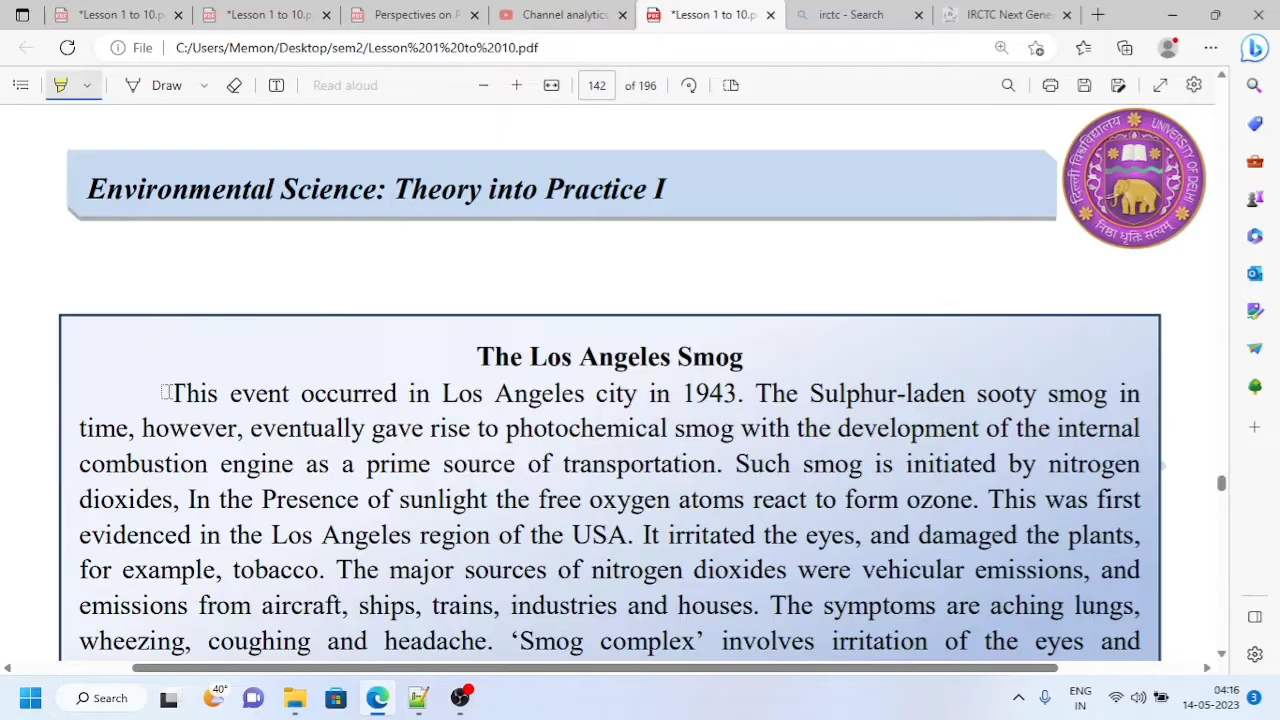 *Lesson 1 to 10.p
*Lesson 1 to 10.p
Perspectives on P
Channel analytics
*Lesson 1 to 10.p
irctc - Search
IRCTC Next Gene
File
C:/Users/Memon/Desktop/sem2/Lesson%201%20to%2010.pdf
Draw
Read aloud
142 of 196
Environmental Science: Theory into Practice I
दिल्ली विश्वविद्यालय UNIVERSITY OF DELHI
निष्ठा धृतिः सत्यम्
The Los Angeles Smog
This event occurred in Los Angeles city in 1943. The Sulphur-laden sooty smog in
time, however, eventually gave rise to photochemical smog with the development of the internal
combustion engine as a prime source of transportation. Such smog is initiated by nitrogen
dioxides, In the Presence of sunlight the free oxygen atoms react to form ozone. This was first
evidenced in the Los Angeles region of the USA. It irritated the eyes, and damaged the plants,
for example, tobacco. The major sources of nitrogen dioxides were vehicular emissions, and
emissions from aircraft, ships, trains, industries and houses. The symptoms are aching lungs,
wheezing, coughing and headache. ‘Smog complex’ involves irritation of the eyes and
Search
40°
ENG
IN
04:16
14-05-2023
3